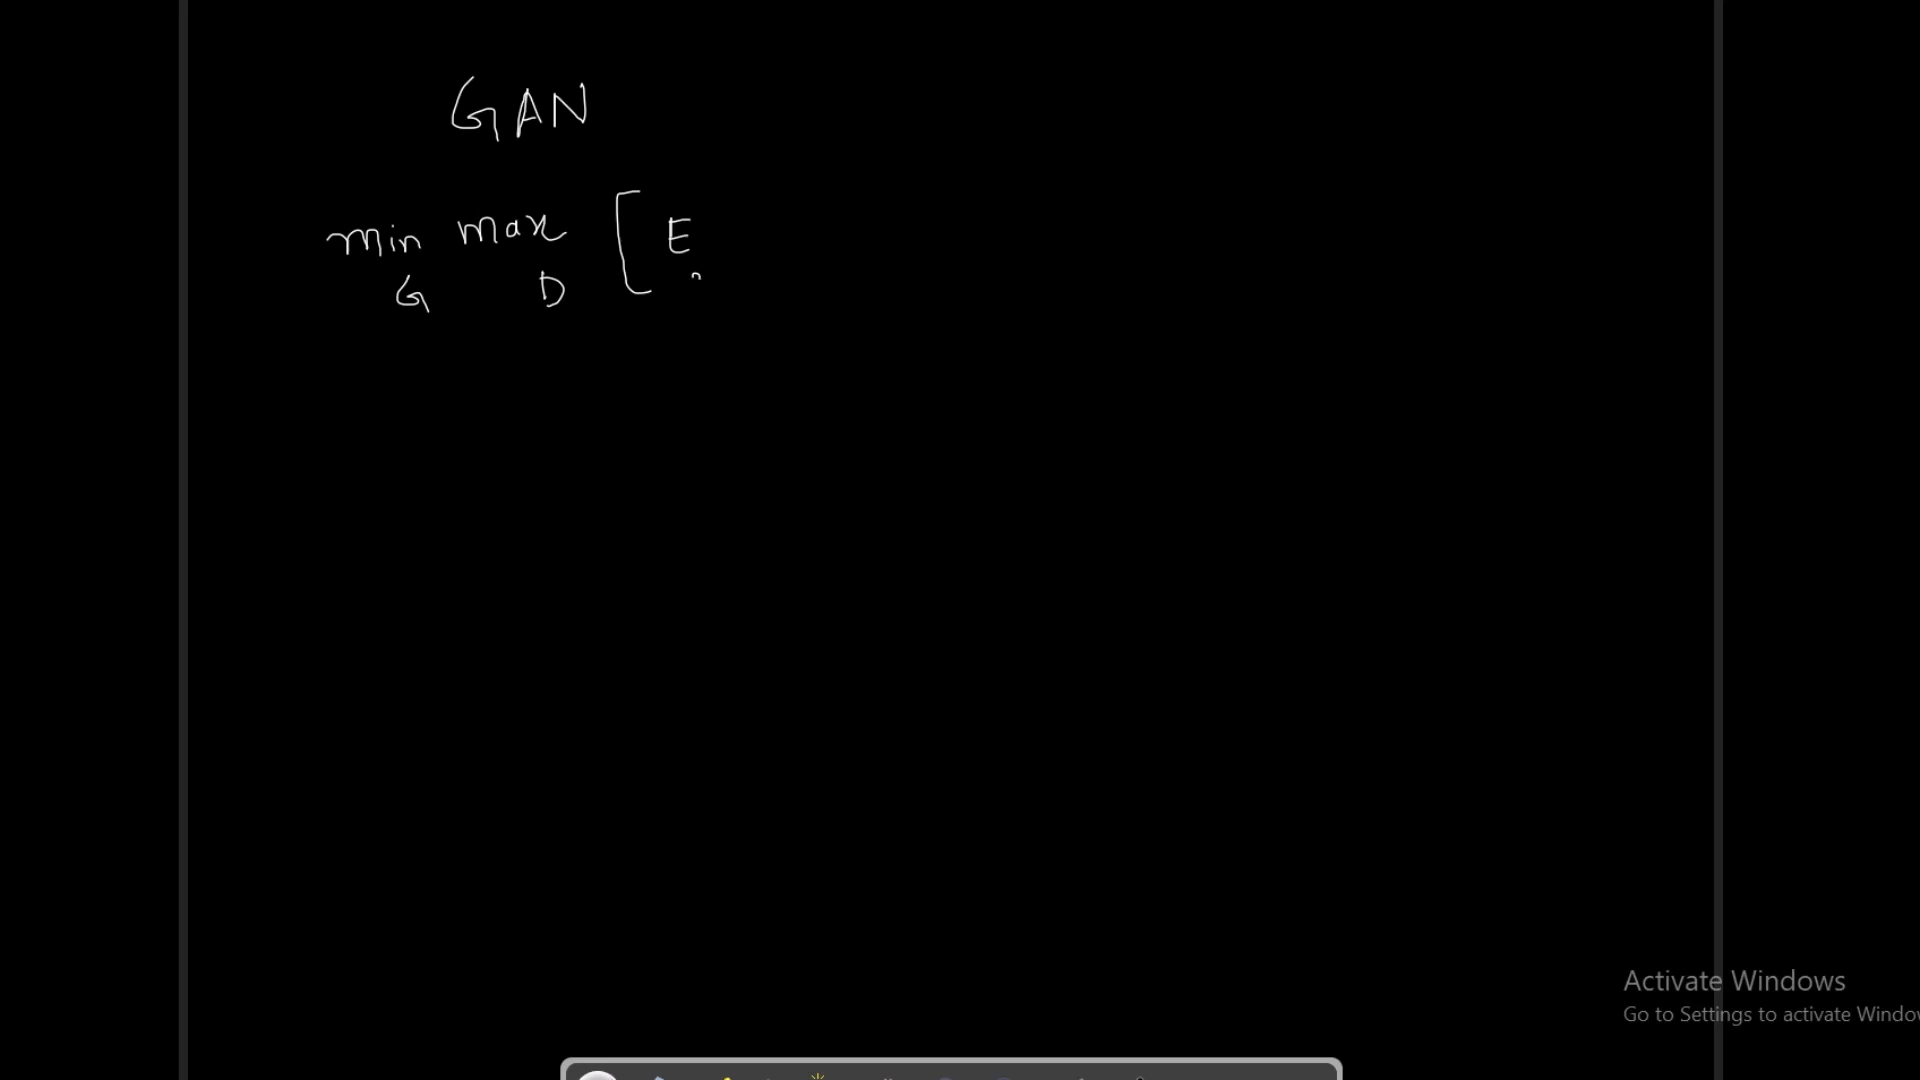 GAN
min max [ E
G D
Activate Windows
Go to Settings to activate Windo